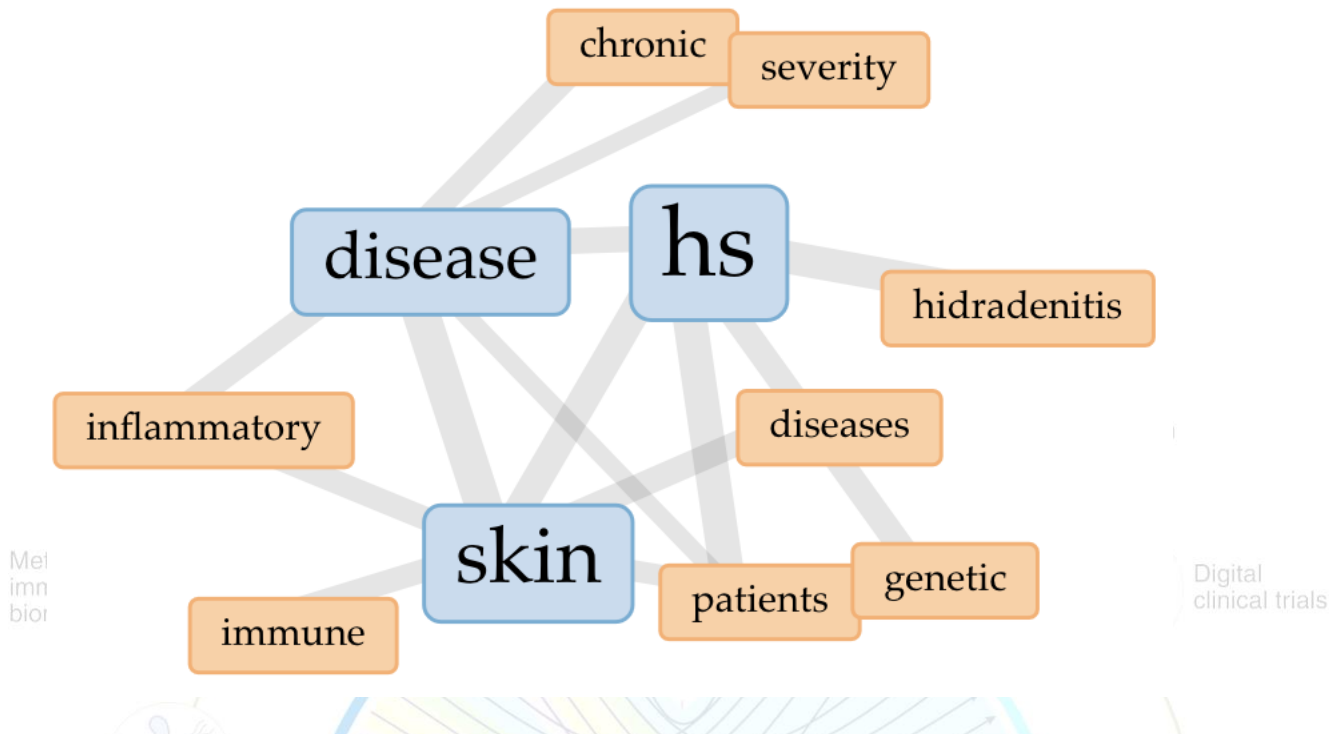 chronic
severity
disease
hs
hidradenitis
inflammatory
diseases
skin
Digital
clinical trials
patients
genetic
immune